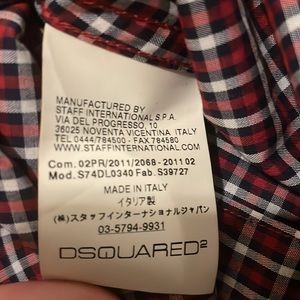 MANUFACTURED BY
STAFF INTERNATIONAL S.P.A.
VIA DEL PROGRESSO, 10
36025 NOVENTA VICENTINA ITALY
TEL 0444/784500 - FAX 784580
WWW.STAFFINTERNATIONAL.COM
Com. 02PR/2011/2068-201102
Mod. S74DL0340 Fab. S39727
MADE IN ITALY
イタリア製
(株)スタッフインターナショナルジャパン
03-5794-9931
DSQUARED2